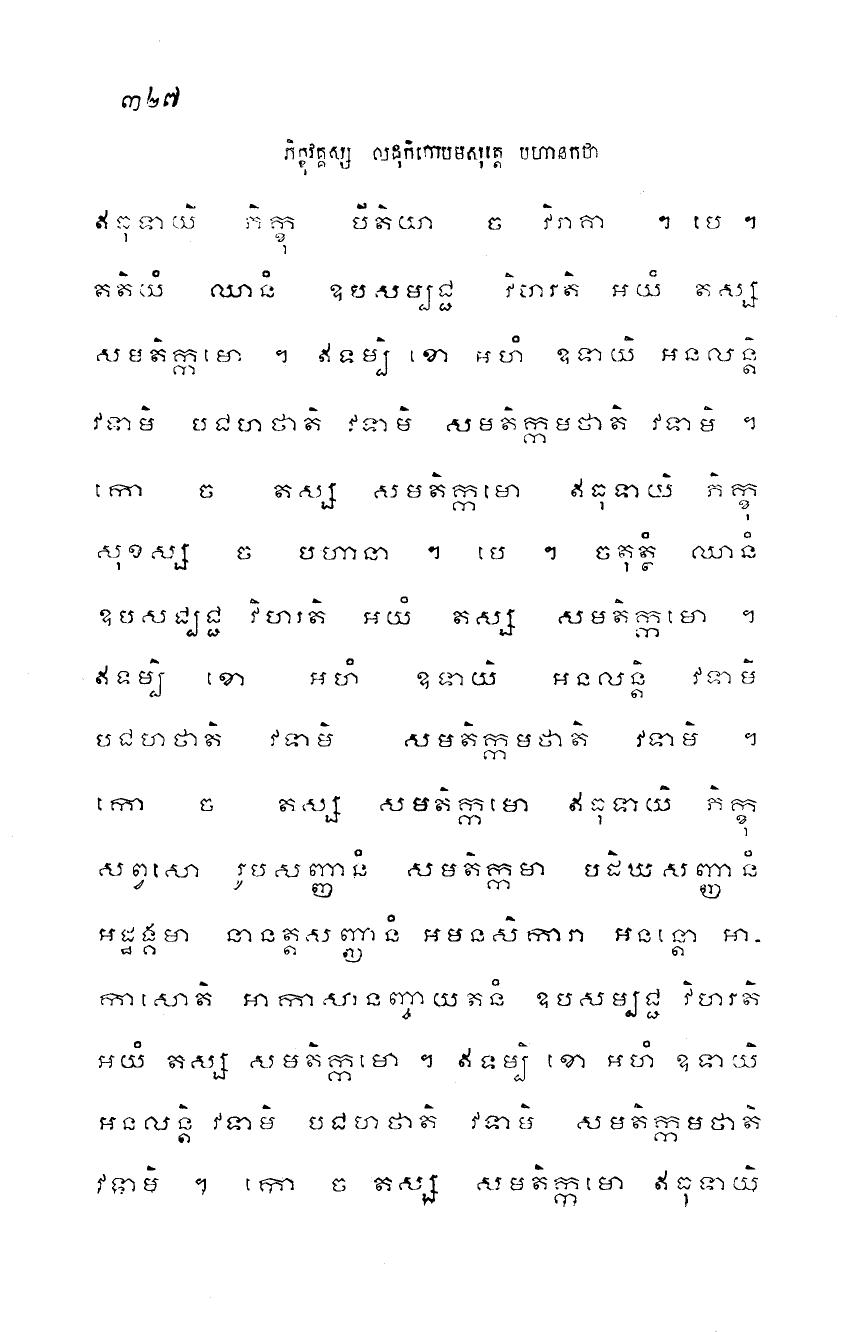 ៣២៧
ភិក្ខុវគ្គស្ស លដុកិកោបមសុត្តេ បហានកថា
ឥធុទាយិ ភិក្ខុ បីតិយា ច វិរាគា ។ បេ ។
តតិយំ ឈានំ ឧបសម្បជ្ជ វិហរតិ អយំ តស្ស
សមតិក្កមោ ។ ឥទម្បិ ខោ អហំ ឧទាយិ អនលន្តិ
វទាមិ បជហថាតិ វទាមិ សមតិក្កមថាតិ វទាមិ ។
កោ ច តស្ស សមតិក្កមោ ឥធុទាយិ ភិក្ខុ
សុខស្ស ច បហានា ។ បេ ។ ចតុត្ថំ ឈានំ
ឧបសជ្បជ្ជ វិហរតិ អយំ តស្ស សមតិក្កមោ ។
ឥទម្បិ ខោ អហំ ឧទាយិ អនលន្តិ វទាមិ
បជហថាតិ វទាមិ សមតិក្កមថាតិ វទាមិ ។
កោ ច តស្ស សមតិក្កមោ ឥធុទាយិ ភិក្ខុ
សព្វសោ រូបសញ្ញានំ សមតិក្កមា បដិឃសញ្ញានំ
អដ្ឋង្គមា នានត្តសញ្ញានំ អមនសិការា អនន្តោ អា-
កាសោតិ អាកាសានញ្ចាយតនំ ឧបសម្បជ្ជ វិហរតិ
អយំ តស្ស សមតិក្កមោ ។ ឥទម្បិ ខោ អហំ ឧទាយិ
អនលន្តិ វទាមិ បជហថាតិ វទាមិ សមតិក្កមថាតិ
វទាមិ ។ កោ ច តស្ស សមតិក្កមោ ឥធុទាយិ